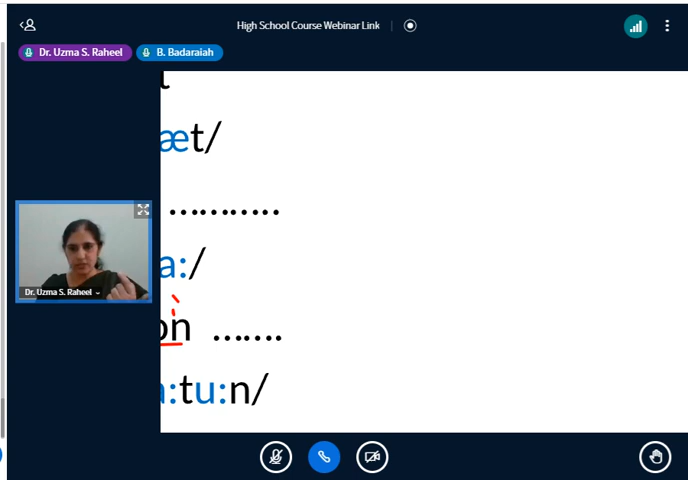 High School Course Webinar Link
Dr. Uzma S. Raheel B. Badaraiah
æt/
...........
a:/
on .......
a:tu:n/
Dr. Uzma S. Raheel